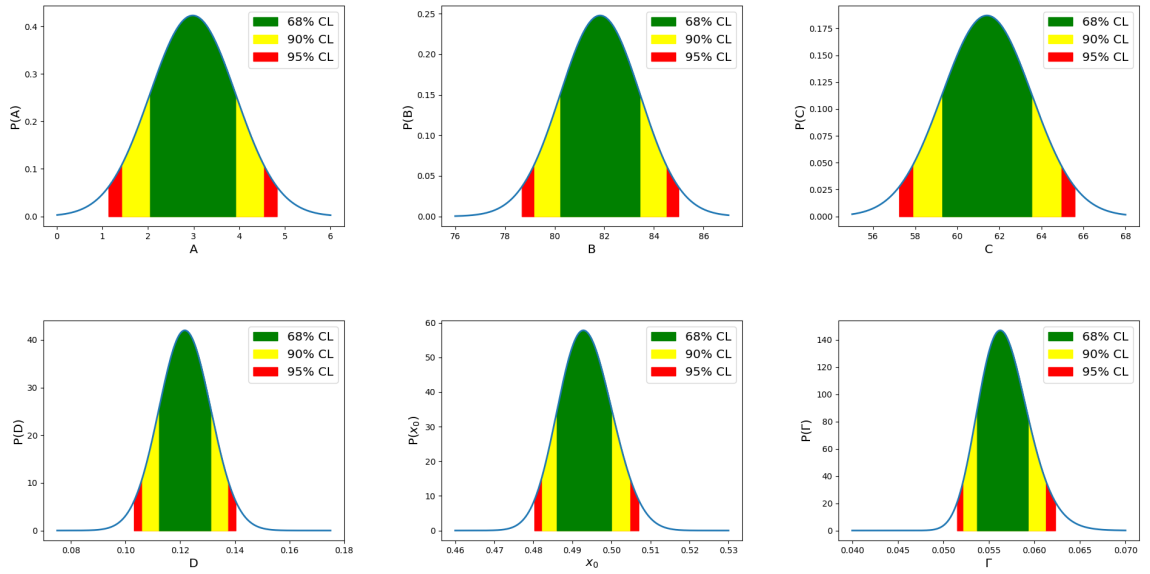 0.4
0.3
0.2
0.1
0.0
P(A)
68% CL
90% CL
95% CL
0 1 2 3 4 5 6
A
0.25
0.20
0.15
0.10
0.05
0.00
P(B)
68% CL
90% CL
95% CL
76 78 80 82 84 86
B
0.175
0.150
0.125
0.100
0.075
0.050
0.025
0.000
P(C)
68% CL
90% CL
95% CL
56 58 60 62 64 66 68
C
40
30
20
10
0
P(D)
68% CL
90% CL
95% CL
0.08 0.10 0.12 0.14 0.16 0.18
D
60
50
40
30
20
10
0
P(x₀)
68% CL
90% CL
95% CL
0.46 0.47 0.48 0.49 0.50 0.51 0.52 0.53
x₀
140
120
100
80
60
40
20
0
P(Γ)
68% CL
90% CL
95% CL
0.040 0.045 0.050 0.055 0.060 0.065 0.070
Γ